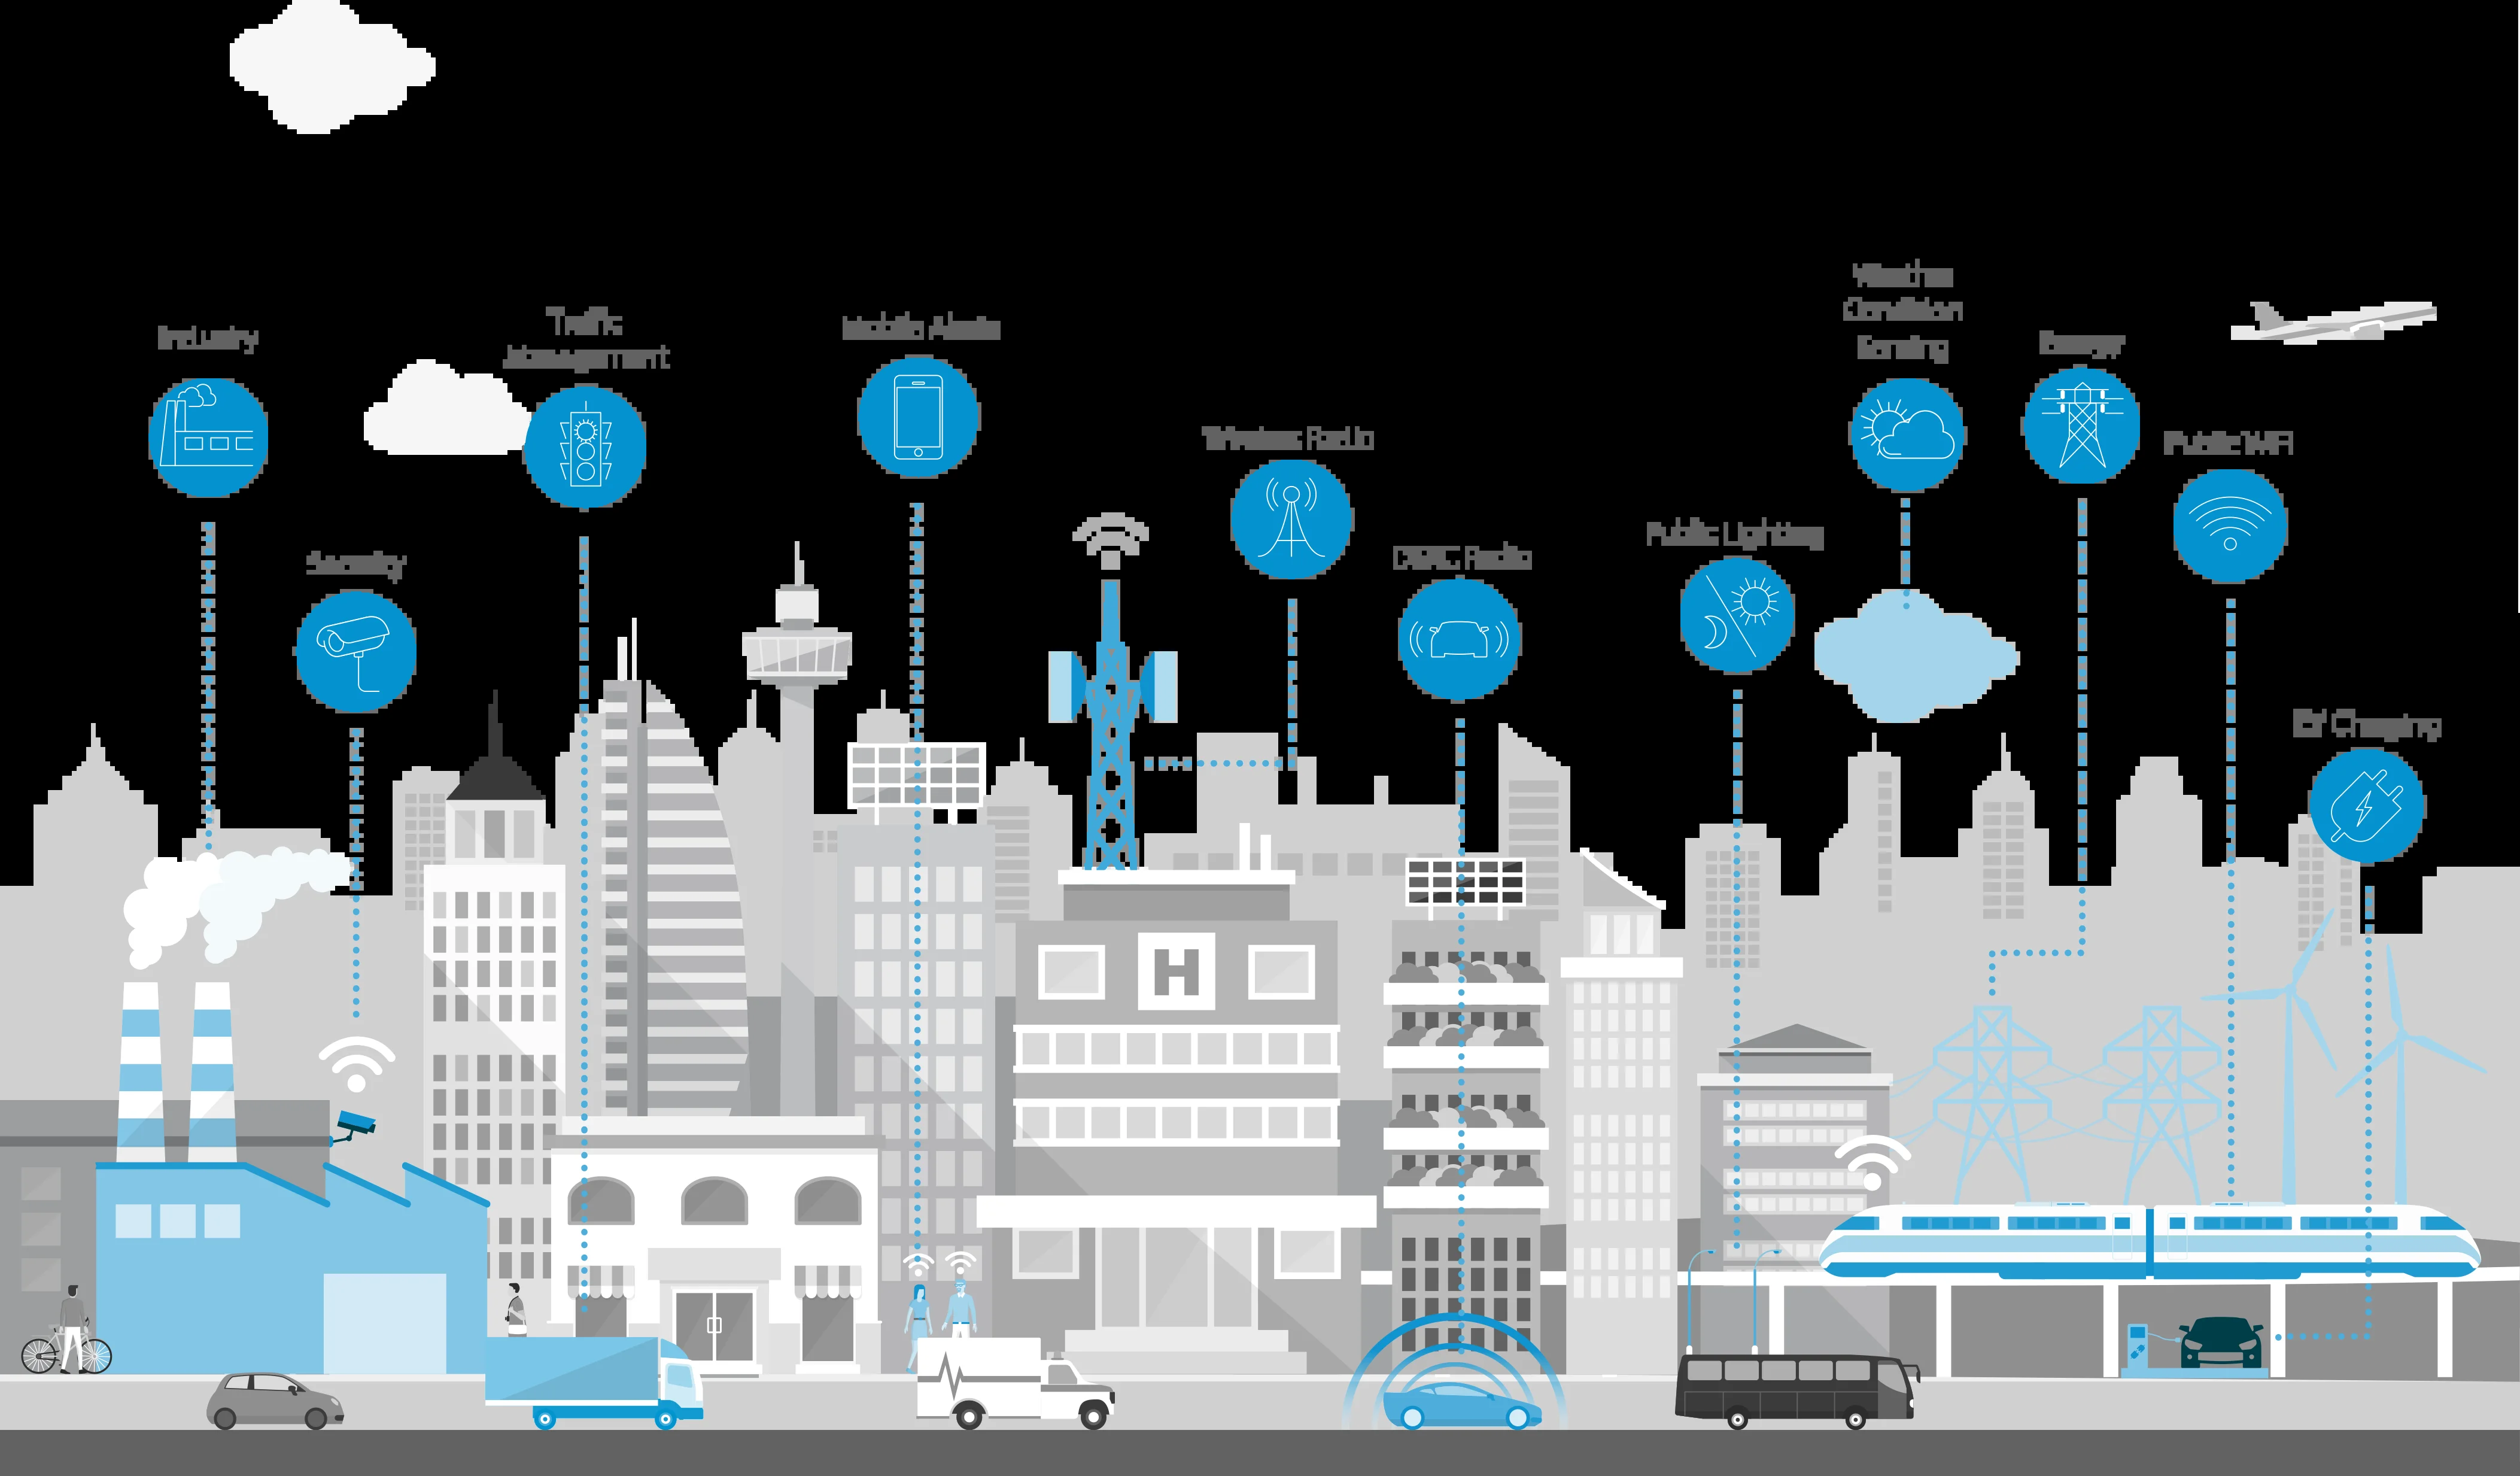 Industry
Traffic
Management
Mobile Alerts
Weather
Condition
Energy
Wireless Radio
Public WiFi
Security
DSRC Radio
Public Lighting
EV Charging
H